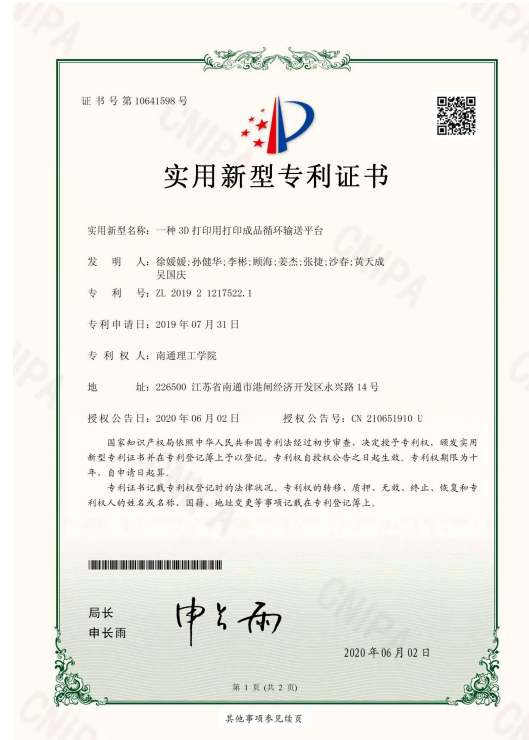 证书号第10641598号
实用新型专利证书
实用新型名称：一种3D打印用打印成品循环输送平台
发明人：徐媛媛;孙健华;李彬;顾海;姜杰;张捷;沙春;黄天成
吴国庆
专利号：ZL 2019 2 1217522.1
专利申请日：2019年07月31日
专利权人：南通理工学院
地址：226500 江苏省南通市港闸经济开发区永兴路14号
授权公告日：2020年06月02日 授权公告号：CN 210651910 U
国家知识产权局依照中华人民共和国专利法经过初步审查，决定授予专利权，颁发实用
新型专利证书并在专利登记簿上予以登记。专利权自授权公告之日起生效。专利权期限为十
年，自申请日起算。
专利证书记载专利权登记时的法律状况。专利权的转移、质押、无效、终止、恢复和专
利权人的姓名或名称、国籍、地址变更等事项记载在专利登记簿上。
局长
申长雨
申长雨
2020年06月02日
第 1 页 (共 2 页)
其他事项参见续页
CNIPA
CNIPA
CNIPA
CNIPA